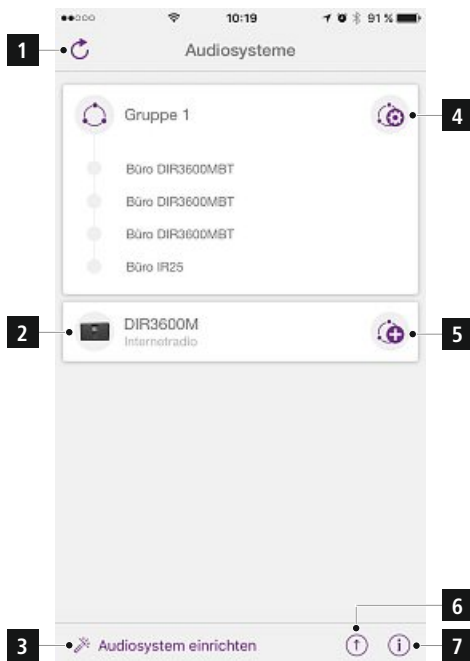 10:19 91 %
1 Audiosysteme
Gruppe 1 4
Büro DIR3600MBT
Büro DIR3600MBT
Büro DIR3600MBT
Büro IR25
2 DIR3600M 5
Internetradio
6
3 Audiosystem einrichten 7